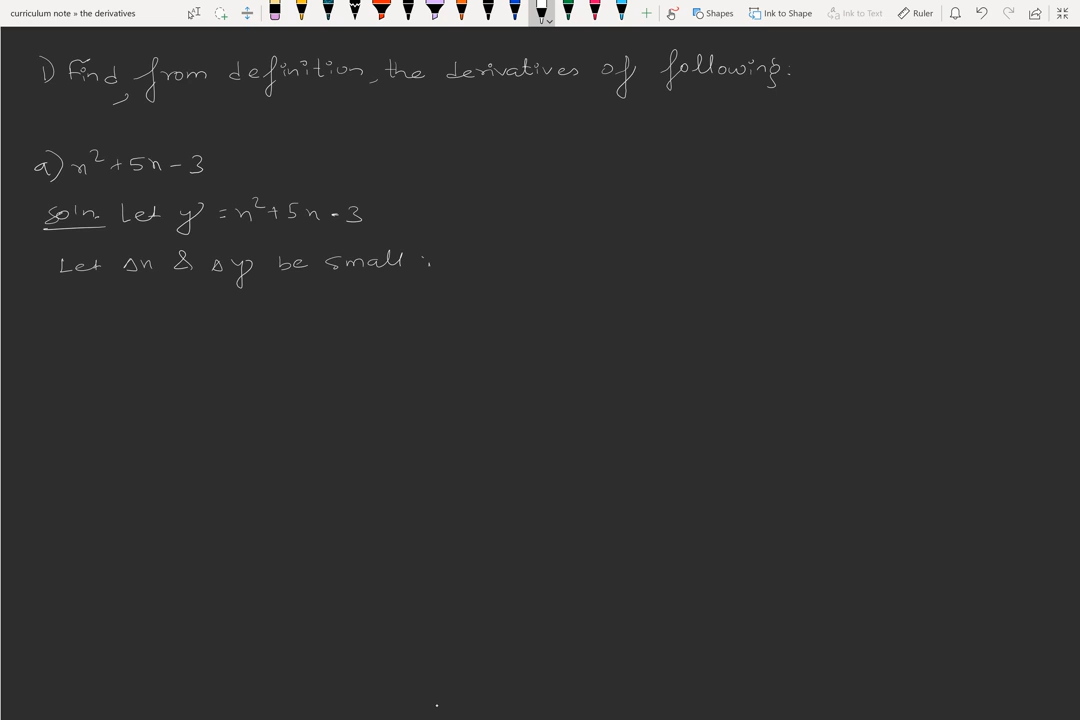 curriculum note » the derivatives
Shapes
Ink to Shape
Ink to Text
Ruler
1) Find, from definition, the derivatives of following:
a) x² + 5x - 3
Sol'n. Let y = x² + 5x - 3
Let Δx & Δy be small